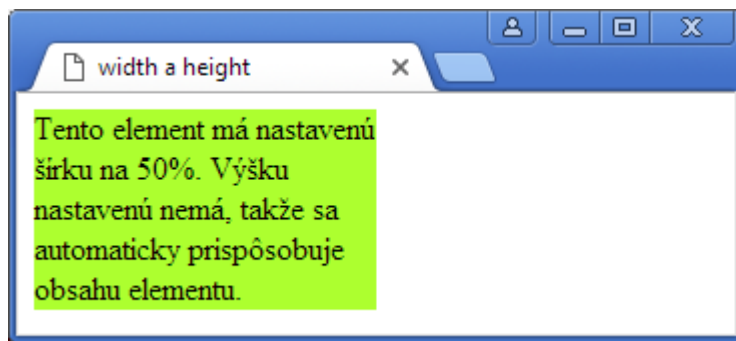 width a height
Tento element má nastavenú
šírku na 50%. Výšku
nastavenú nemá, takže sa
automaticky prispôsobuje
obsahu elementu.